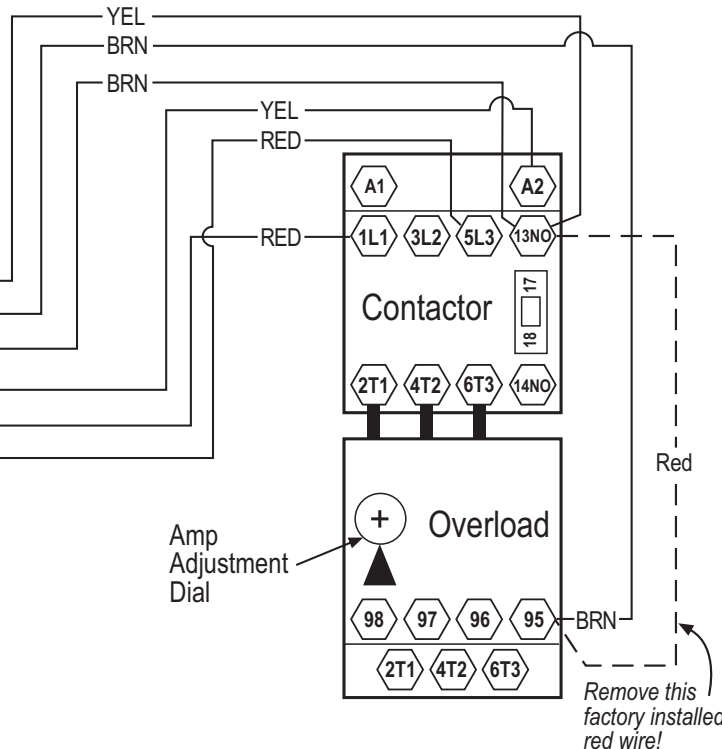 YEL
BRN
BRN
YEL
RED
A1 A2
RED 1L1 3L2 5L3 13NO
Contactor
17
18
2T1 4T2 6T3 14NO
Red
Amp
Adjustment
Dial
Overload
98 97 96 95 BRN
2T1 4T2 6T3
Remove this
factory installed
red wire!